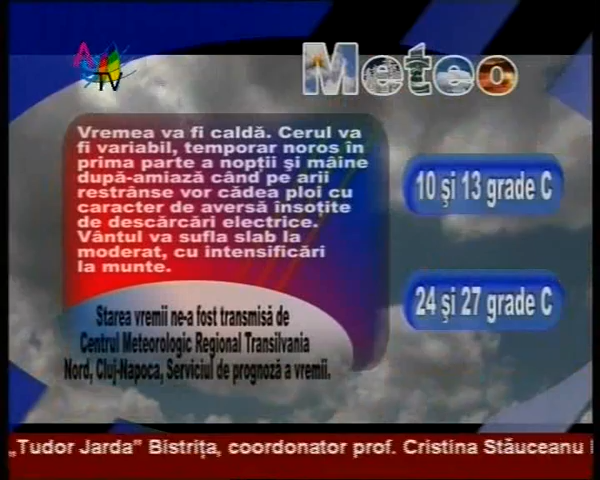 TV
Meteo
Vremea va fi caldă. Cerul va
fi variabil, temporar noros în
prima parte a nopţii şi mâine
după-amiază când pe arii
restrânse vor cădea ploi cu
caracter de aversă însoţite
de descărcări electrice.
Vântul va sufla slab la
moderat, cu intensificări
la munte.
10 şi 13 grade C
24 şi 27 grade C
Starea vremii ne-a fost transmisă de
Centrul Meteorologic Regional Transilvania
Nord, Cluj-Napoca, Serviciul de prognoză a vremii.
„Tudor Jarda” Bistriţa, coordonator prof. Cristina Stăuceanu